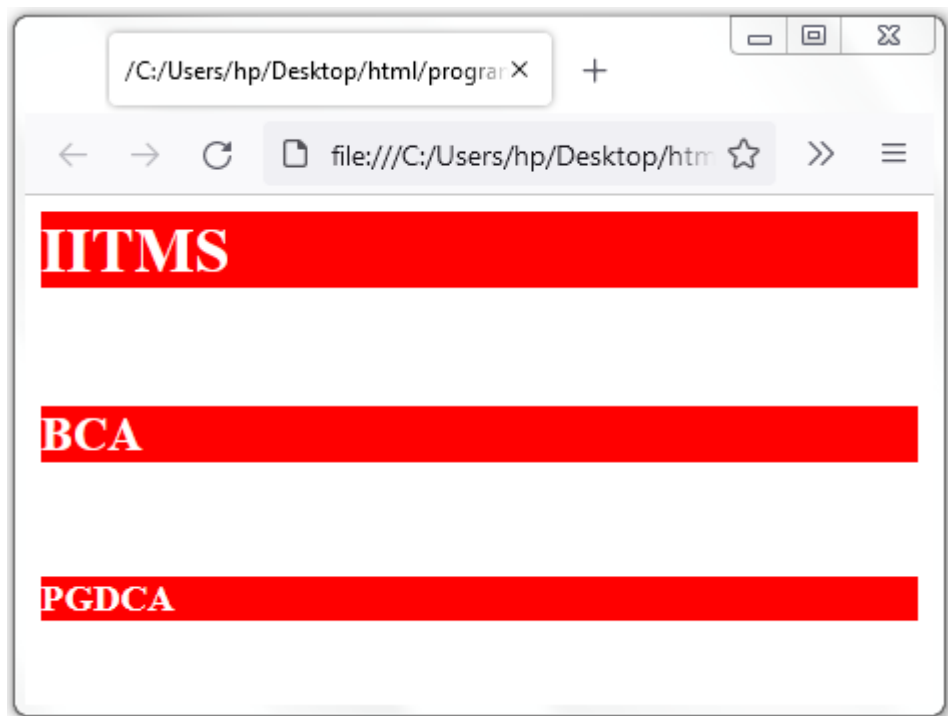 /C:/Users/hp/Desktop/html/progra
file:///C:/Users/hp/Desktop/htm
IITMS
BCA
PGDCA